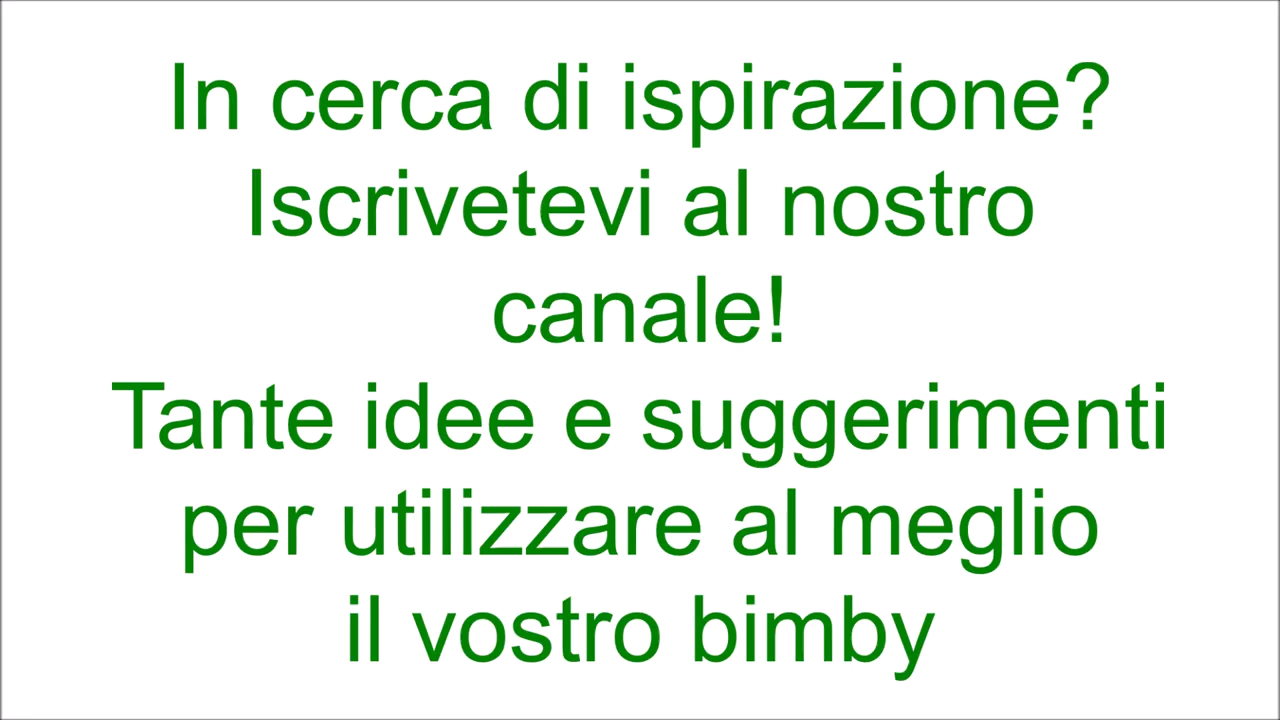 In cerca di ispirazione?
Iscrivetevi al nostro
canale!
Tante idee e suggerimenti
per utilizzare al meglio
il vostro bimby